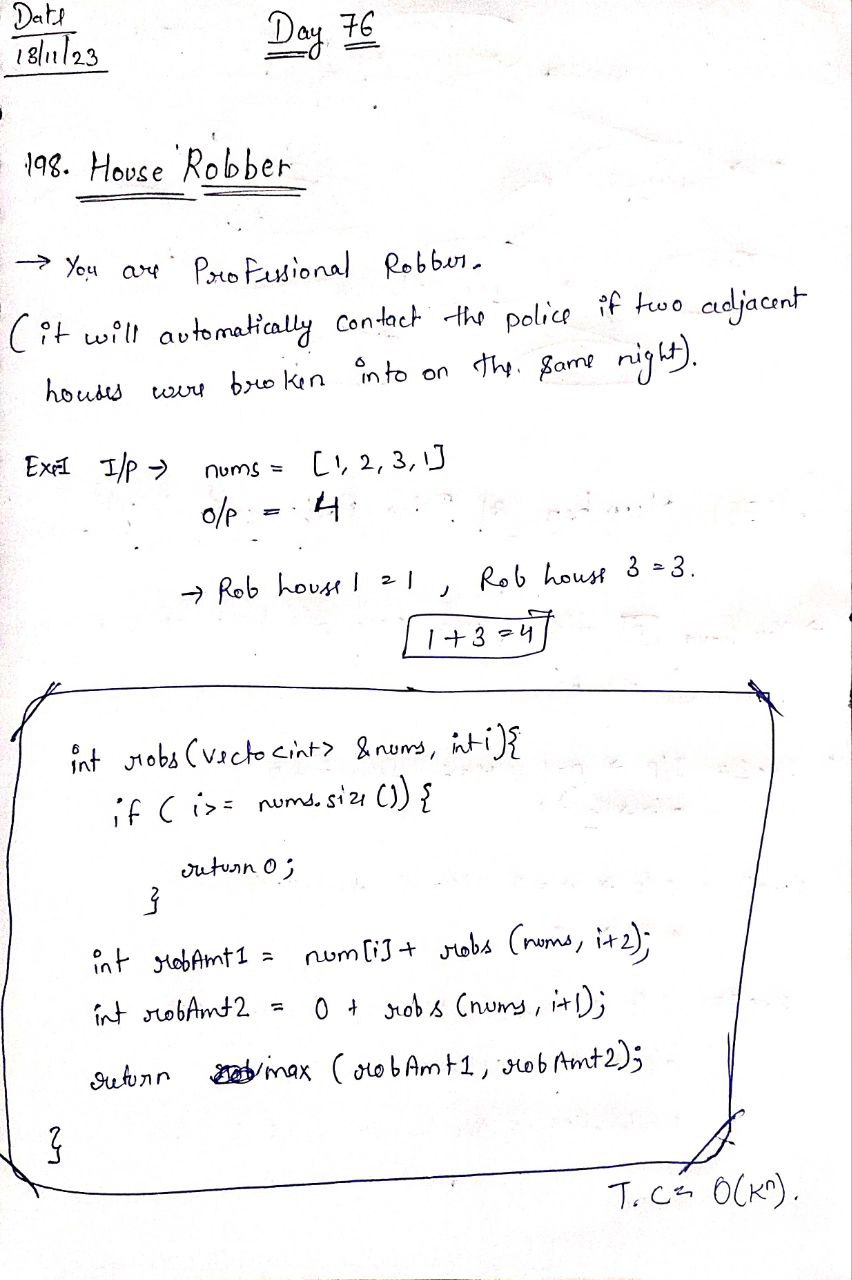 Date
18/11/23
Day 76
198. House Robber
→ You are Professional Robber.
(it will automatically contact the police if two adjacent
houses were broken into on the same night).
I/P → nums = [1, 2, 3, 1]
O/P = 4
→ Rob house 1 = 1, Rob house 3 = 3.
1 + 3 = 4
int robs (vecto<int> &nums, int i){
if ( i >= nums.size ()) {
return 0;
}
int robAmt1 = num[i] + robs (nums, i+2);
int robAmt2 = 0 + robs (nums, i+1);
return max (robAmt1, robAmt2);
}
T.C = O(kⁿ).